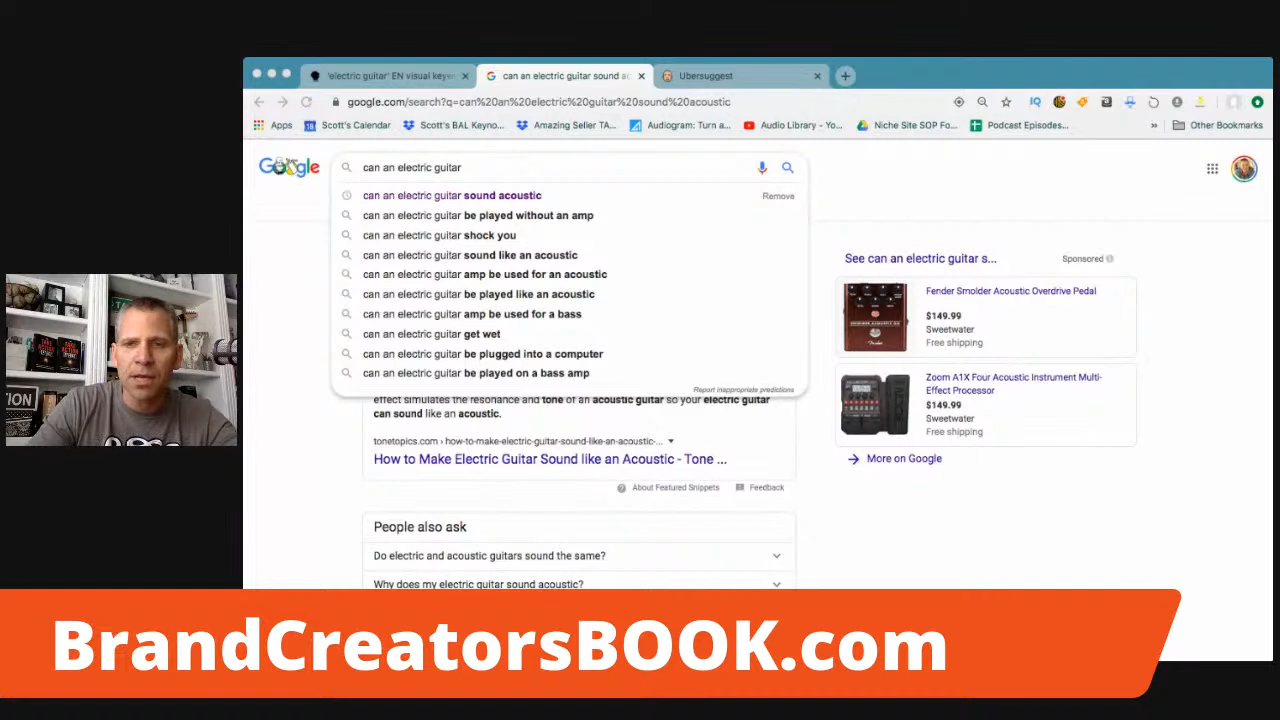 'electric guitar' EN visual keyw
can an electric guitar sound ac
Ubersuggest
google.com/search?q=can%20an%20electric%20guitar%20sound%20acoustic
Apps
Scott's Calendar
Scott's BAL Keyno...
Amazing Seller TA...
Audiogram: Turn a...
Audio Library - Yo...
Niche Site SOP Fo...
Podcast Episodes...
»
Other Bookmarks
Google
can an electric guitar
can an electric guitar sound acoustic
Remove
can an electric guitar be played without an amp
can an electric guitar shock you
can an electric guitar sound like an acoustic
can an electric guitar amp be used for an acoustic
can an electric guitar be played like an acoustic
can an electric guitar amp be used for a bass
can an electric guitar get wet
can an electric guitar be plugged into a computer
can an electric guitar be played on a bass amp
Report inappropriate predictions
effect simulates the resonance and tone of an acoustic guitar so your electric guitar
can sound like an acoustic.
tonetopics.com › how-to-make-electric-guitar-sound-like-an-acoustic-...
How to Make Electric Guitar Sound like an Acoustic - Tone ...
About Featured Snippets
Feedback
People also ask
Do electric and acoustic guitars sound the same?
Why does my electric guitar sound acoustic?
See can an electric guitar s...
Sponsored
Fender Smolder Acoustic Overdrive Pedal
$149.99
Sweetwater
Free shipping
Zoom A1X Four Acoustic Instrument Multi-
Effect Processor
$149.99
Sweetwater
Free shipping
More on Google
TAKE
ACTION
BrandCreatorsBOOK.com